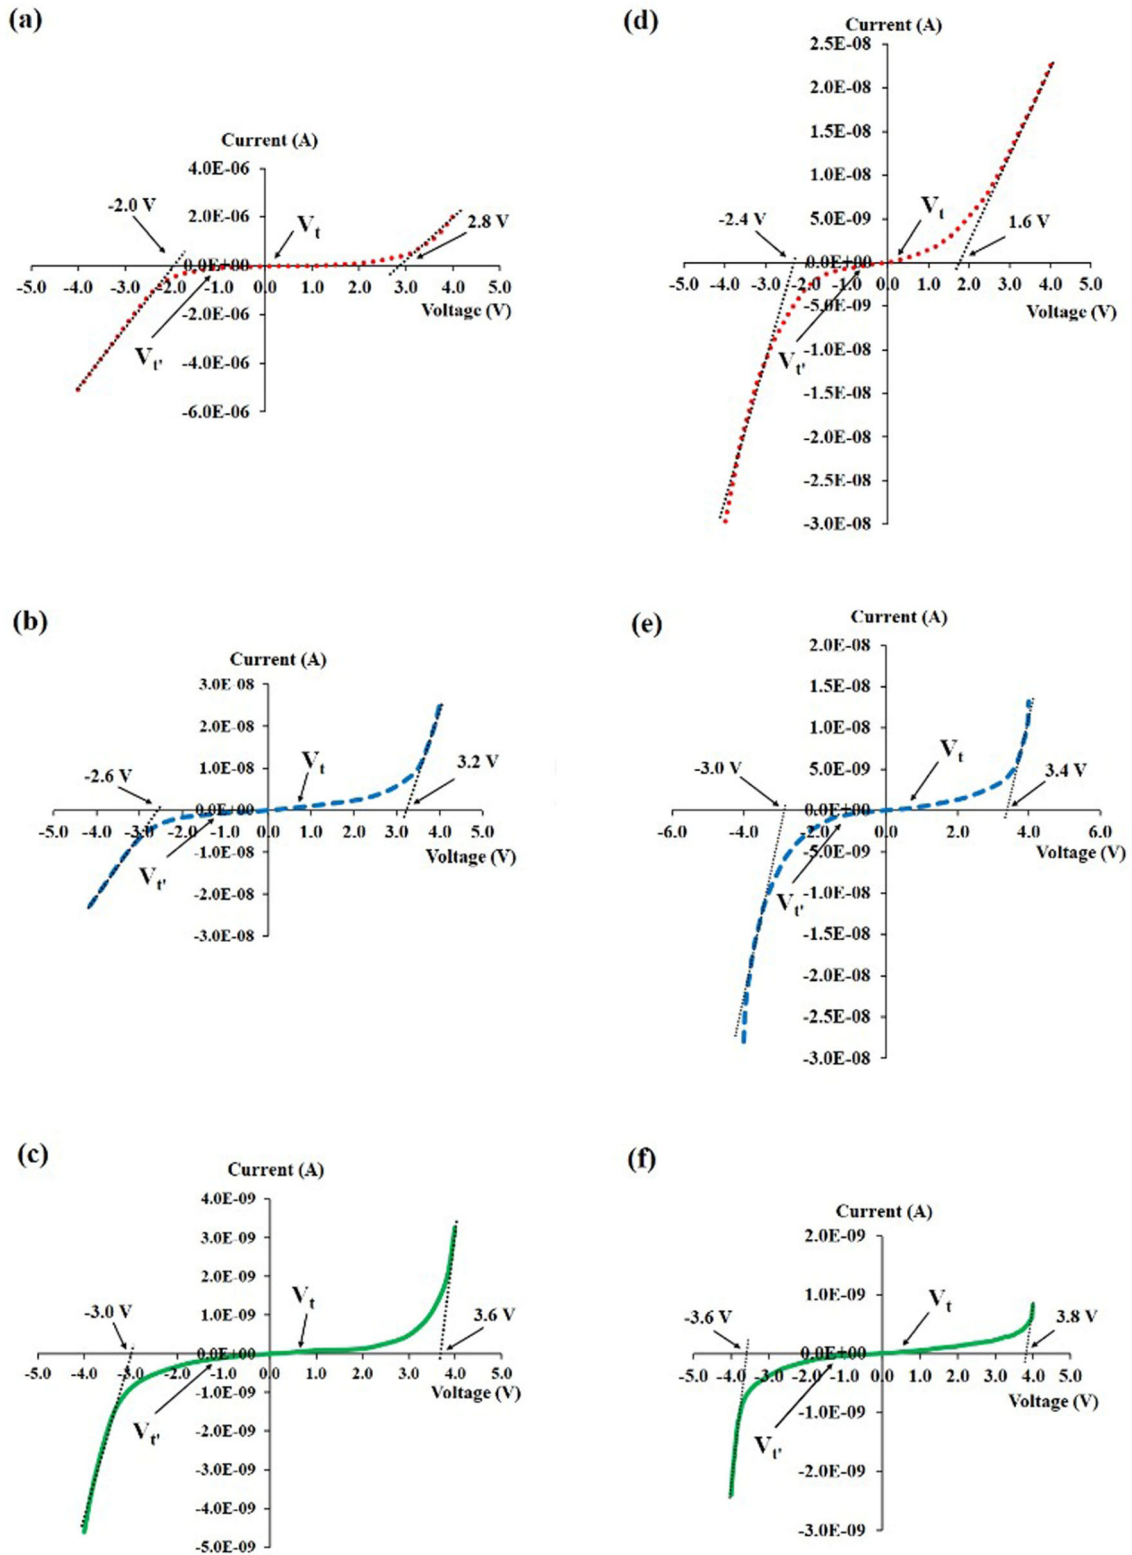 (a)
Current (A)
4.0E-06
2.0E-06
0.0E+00
-2.0E-06
-4.0E-06
-6.0E-06
-5.0 -4.0 -3.0 -2.0 -1.0 0.0 1.0 2.0 3.0 4.0 5.0
Voltage (V)
-2.0 V
2.8 V
Vt
Vt'
(d)
Current (A)
2.5E-08
2.0E-08
1.5E-08
1.0E-08
5.0E-09
0.0E+00
-5.0E-09
-1.0E-08
-1.5E-08
-2.0E-08
-2.5E-08
-3.0E-08
-5.0 -4.0 -3.0 -2.0 -1.0 0.0 1.0 2.0 3.0 4.0 5.0
Voltage (V)
-2.4 V
1.6 V
Vt
Vt'
(b)
Current (A)
3.0E-08
2.0E-08
1.0E-08
0.0E+00
-1.0E-08
-2.0E-08
-3.0E-08
-5.0 -4.0 -3.0 -2.0 -1.0 0.0 1.0 2.0 3.0 4.0 5.0
Voltage (V)
-2.6 V
3.2 V
Vt
Vt'
(e)
Current (A)
2.0E-08
1.5E-08
1.0E-08
5.0E-09
0.0E+00
-5.0E-09
-1.0E-08
-1.5E-08
-2.0E-08
-2.5E-08
-3.0E-08
-6.0 -4.0 -2.0 0.0 2.0 4.0 6.0
Voltage (V)
-3.0 V
3.4 V
Vt
Vt'
(c)
Current (A)
4.0E-09
3.0E-09
2.0E-09
1.0E-09
0.0E+00
-1.0E-09
-2.0E-09
-3.0E-09
-4.0E-09
-5.0E-09
-5.0 -4.0 -3.0 -2.0 -1.0 0.0 1.0 2.0 3.0 4.0 5.0
Voltage (V)
-3.0 V
3.6 V
Vt
Vt'
(f)
Current (A)
2.0E-09
1.0E-09
0.0E+00
-1.0E-09
-2.0E-09
-3.0E-09
-5.0 -4.0 -3.0 -2.0 -1.0 0.0 1.0 2.0 3.0 4.0 5.0
Voltage (V)
-3.6 V
3.8 V
Vt
Vt'